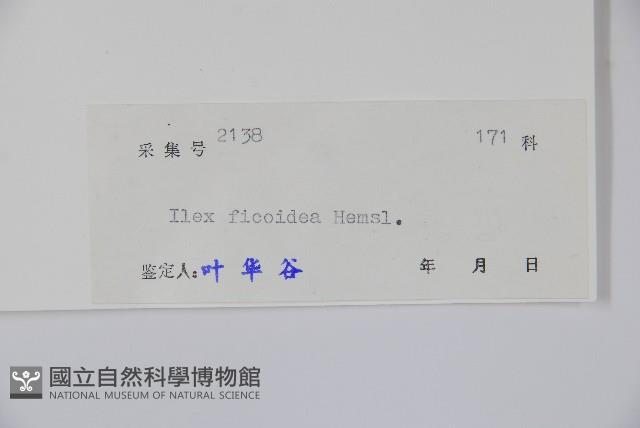 采集号 2138 171 科
Ilex ficoidea Hemsl.
鉴定人:叶华谷 年 月 日
國立自然科學博物館
NATIONAL MUSEUM OF NATURAL SCIENCE